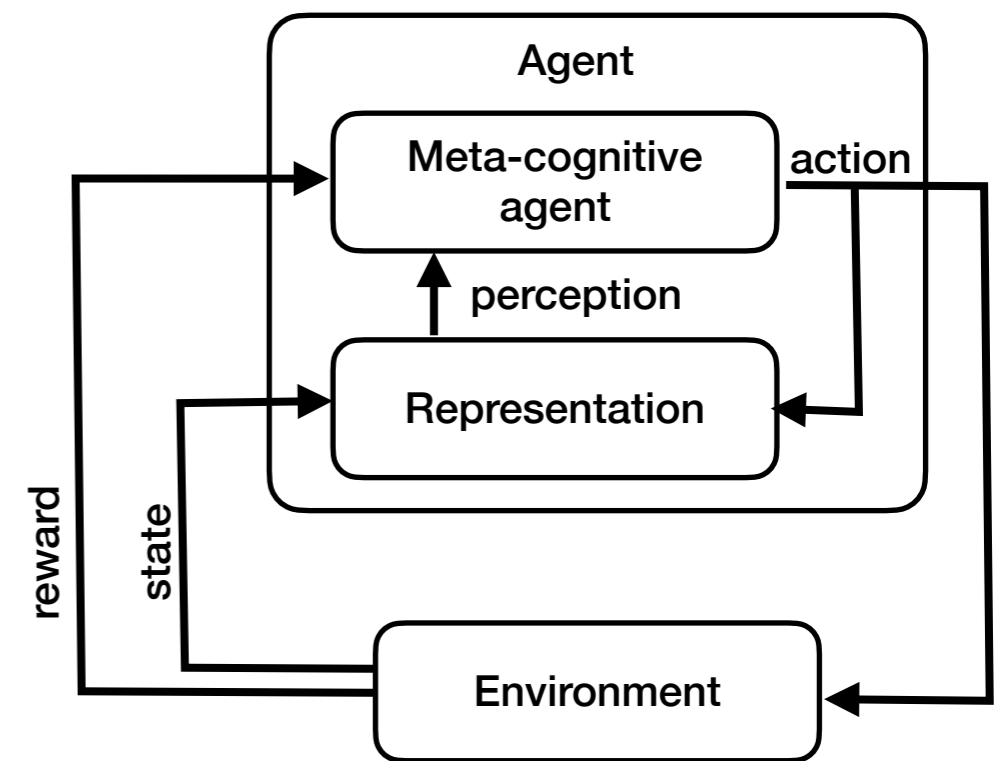 Agent
Meta-cognitive
agent
action
perception
Representation
reward
state
Environment